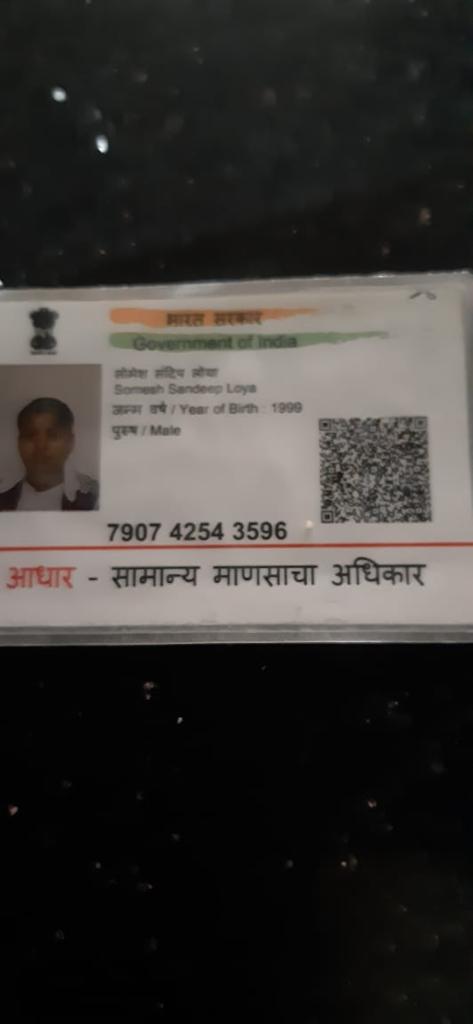 भारत सरकार
Government of India
सोमेश संदिप लोया
Somesh Sandeep Loya
जन्म वर्ष / Year of Birth : 1999
पुरुष / Male
7907 4254 3596
आधार - सामान्य माणसाचा अधिकार